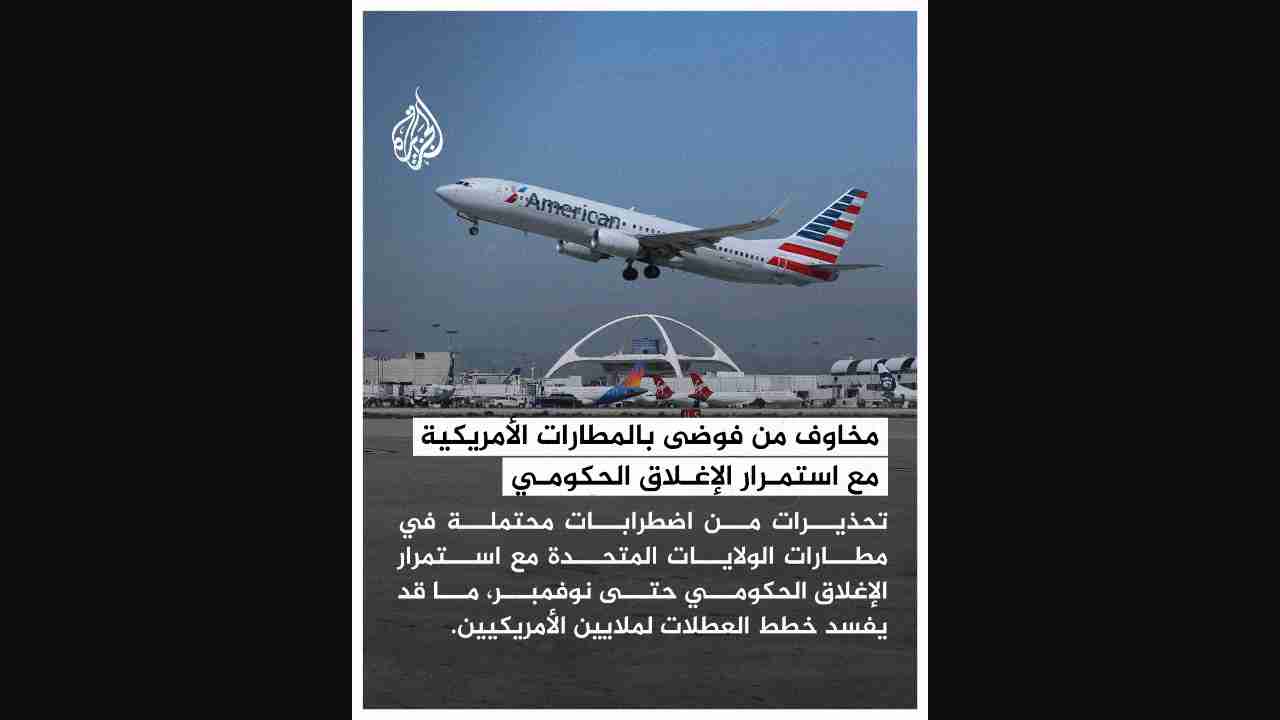 الجزيرة
American
مخاوف من فوضى بالمطارات الأمريكية
مع استمرار الإغلاق الحكومي
تحذيرات من اضطرابات محتملة في
مطارات الولايات المتحدة مع استمرار
الإغلاق الحكومي حتى نوفمبر، ما قد
يفسد خطط العطلات لملايين الأمريكيين.